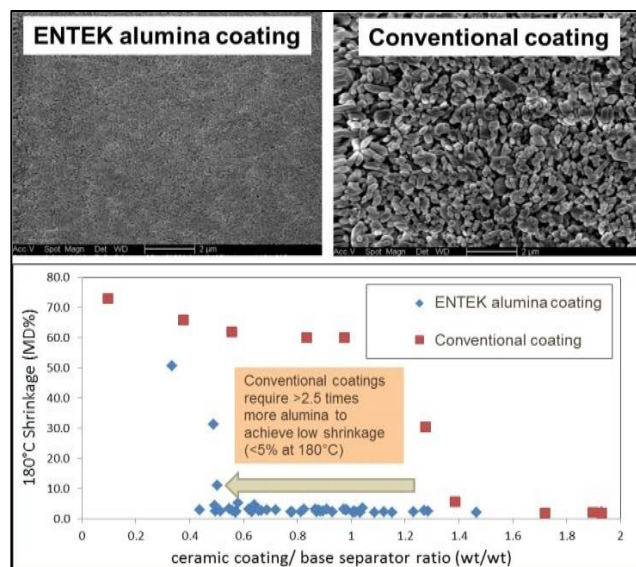 ENTEK alumina coating
Conventional coating
Acc.V Spot Magn Det WD 2 µm
Acc.V Spot Magn Det WD 2 µm
80.0
70.0
60.0
50.0
40.0
30.0
20.0
10.0
0.0
180°C Shrinkage (MD%)
ENTEK alumina coating
Conventional coating
Conventional coatings
require >2.5 times
more alumina to
achieve low shrinkage
(<5% at 180°C)
0 0.2 0.4 0.6 0.8 1 1.2 1.4 1.6 1.8 2
ceramic coating/ base separator ratio (wt/wt)